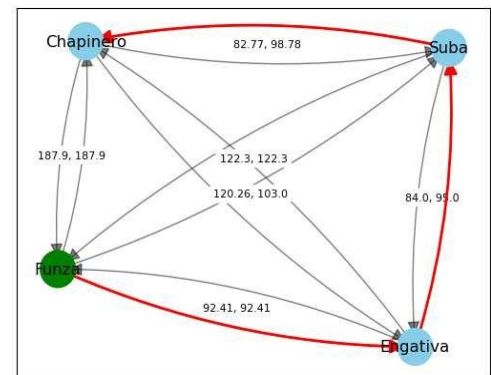 Chapinero
Suba
82.77, 98.78
187.9, 187.9
122.3, 122.3
120.26, 103.0
84.0, 95.0
Funza
92.41, 92.41
Engativa